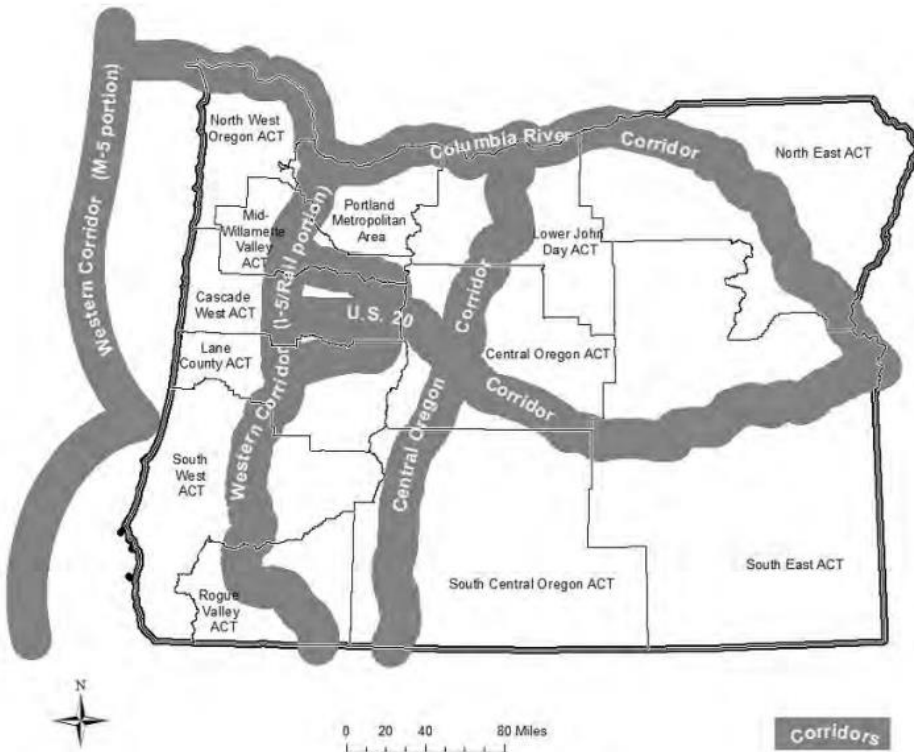 North West
Oregon ACT
Western Corridor (M-5 portion)
Columbia River
Corridor
North East ACT
Mid-
Willamette
Valley
ACT
Portland
Metropolitan
Area
Lower John
Day ACT
Western Corridor (I-5/Rail portion)
Cascade
West ACT
U.S. 20
Corridor
Lane
County ACT
Central Oregon ACT
Corridor
Central Oregon
South
West
ACT
Rogue
Valley
ACT
South Central Oregon ACT
South East ACT
N
0 20 40 80 Miles
Corridors